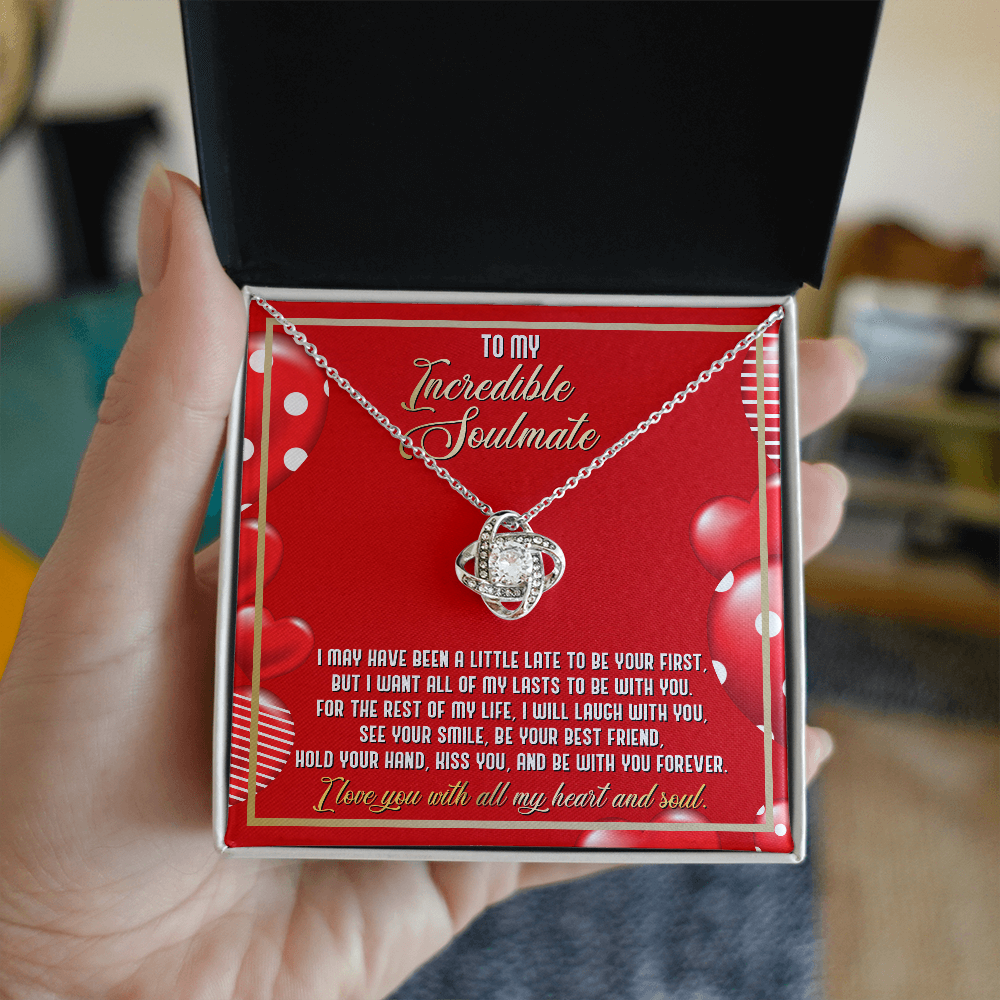 TO MY
Incredible
Soulmate
I MAY HAVE BEEN A LITTLE LATE TO BE YOUR FIRST,
BUT I WANT ALL OF MY LASTS TO BE WITH YOU.
FOR THE REST OF MY LIFE, I WILL LAUGH WITH YOU,
SEE YOUR SMILE, BE YOUR BEST FRIEND,
HOLD YOUR HAND, KISS YOU, AND BE WITH YOU FOREVER.
I love you with all my heart and soul.